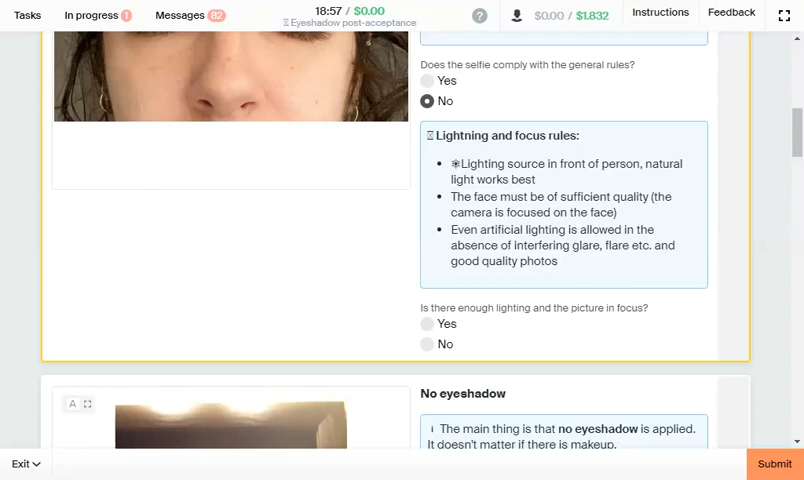 Tasks
In progress 1
Messages 82
18:57 / $0.00
Eyeshadow post-acceptance
?
$0.00 / $1.832
Instructions
Feedback
Does the selfie comply with the general rules?
Yes
No
Lightning and focus rules:
Lighting source in front of person, natural
light works best
The face must be of sufficient quality (the
camera is focused on the face)
Even artificial lighting is allowed in the
absence of interfering glare, flare etc. and
good quality photos
Is there enough lighting and the picture in focus?
Yes
No
A
No eyeshadow
i The main thing is that no eyeshadow is applied.
It doesn't matter if there is makeup.
Exit
Submit